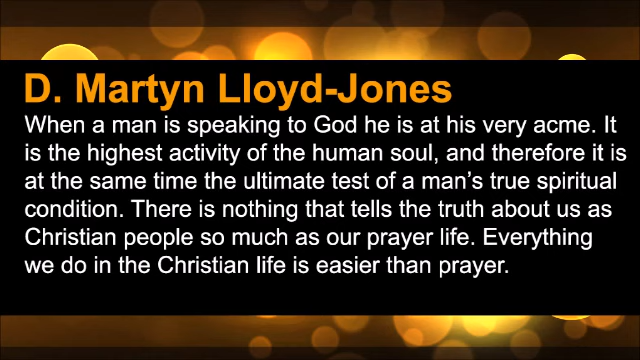 D. Martyn Lloyd-Jones
When a man is speaking to God he is at his very acme. It
is the highest activity of the human soul, and therefore it is
at the same time the ultimate test of a man's true spiritual
condition. There is nothing that tells the truth about us as
Christian people so much as our prayer life. Everything
we do in the Christian life is easier than prayer.